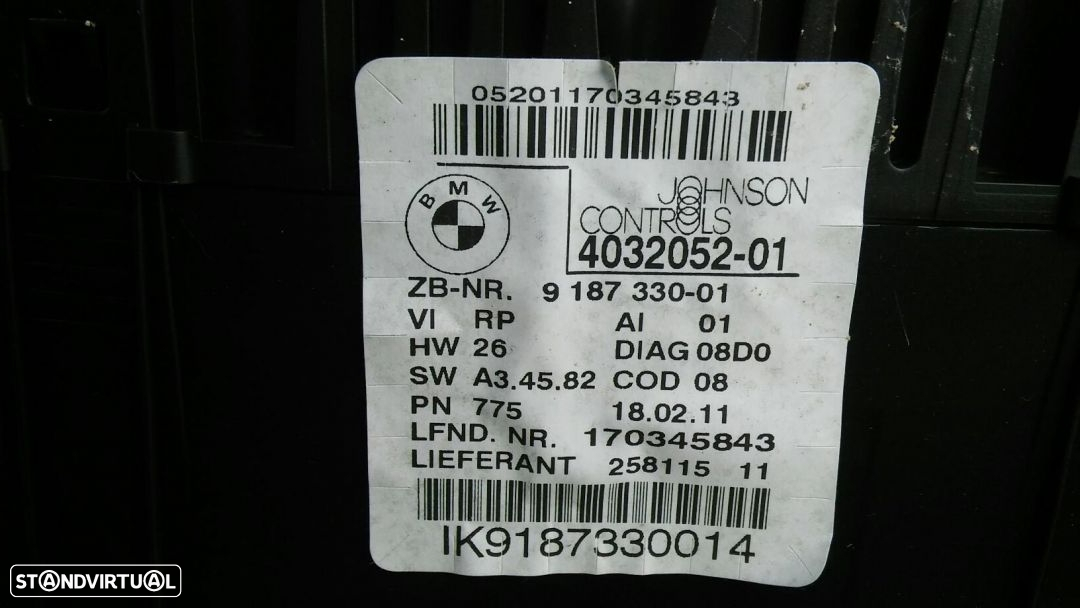 05201170345843
BMW
JOHNSON
CONTROLS
4032052-01
ZB-NR. 9 187 330-01
VI RP AI 01
HW 26 DIAG 08D0
SW A3.45.82 COD 08
PN 775 18.02.11
LFND. NR. 170345843
LIEFERANT 258115 11
IK9187330014
STANDVIRTUAL